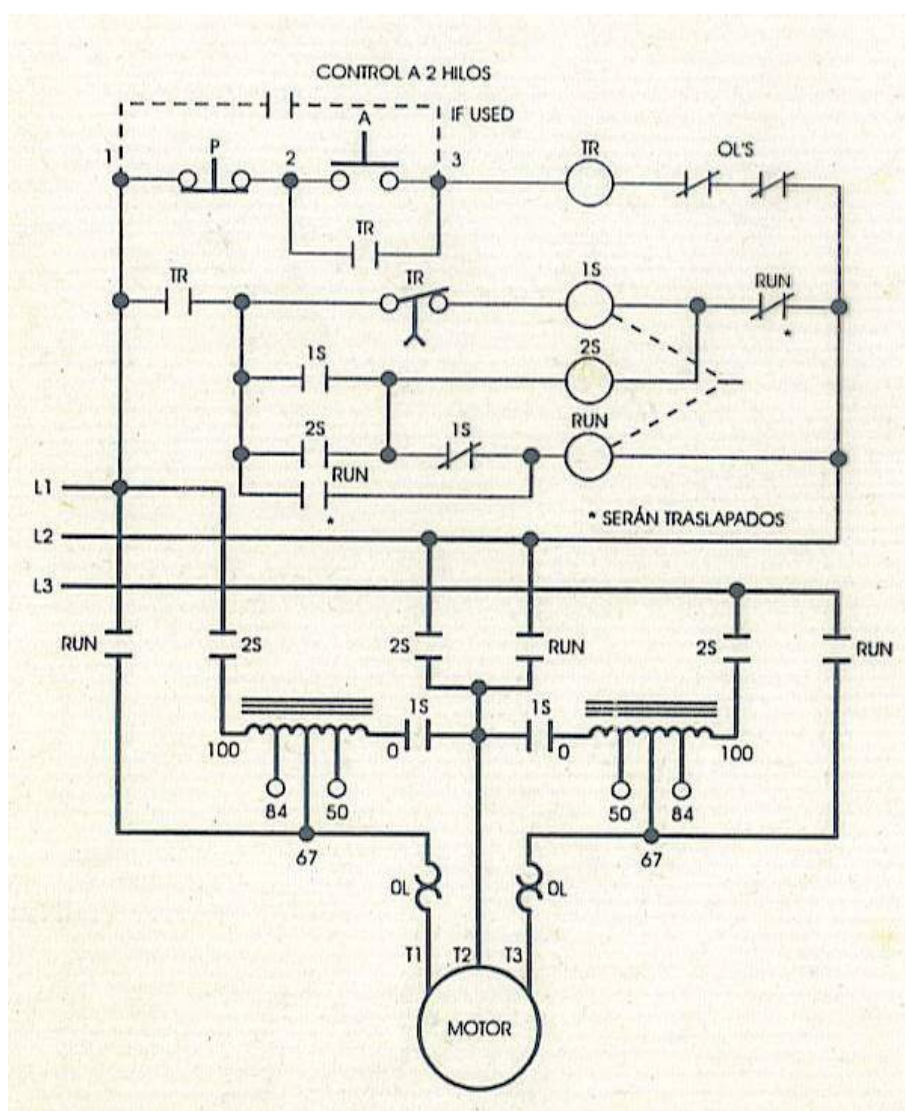 CONTROL A 2 HILOS
IF USED
A
1
P
2
3
TR
OL'S
TR
TR
TR
1S
RUN
*
1S
2S
2S
1S
RUN
RUN
*
* SERÁN TRASLAPADOS
L1
L2
L3
RUN
2S
2S
RUN
2S
RUN
1S
1S
100
0
0
100
84
50
50
84
67
67
OL
OL
T1
T2
T3
MOTOR